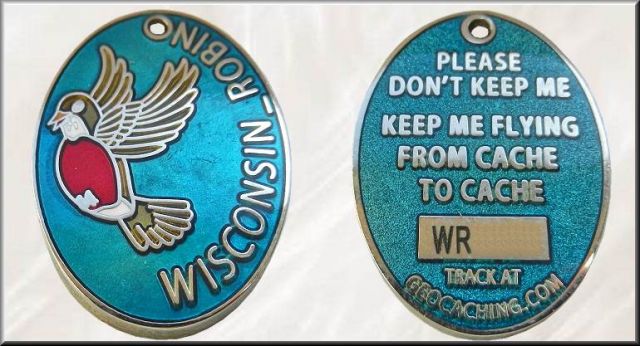 WISCONSIN_ROBIN
PLEASE
DON'T KEEP ME
KEEP ME FLYING
FROM CACHE
TO CACHE
WR
TRACK AT
GEOCACHING.COM